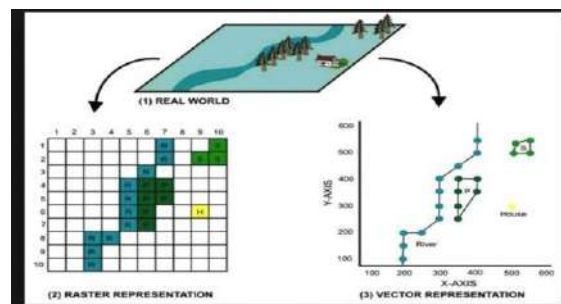 (1) REAL WORLD
1 2 3 4 5 6 7 8 9 10
1 R S
2 R S S
3 R
4 R P P
5 R P P
6 R P H
7 R P
8 R R
9 R
10 R
(2) RASTER REPRESENTATION
600
500
400
300
200
100
Y-AXIS
S
P
House
River
100 200 300 400 500 600
X-AXIS
(3) VECTOR REPRESENTATION